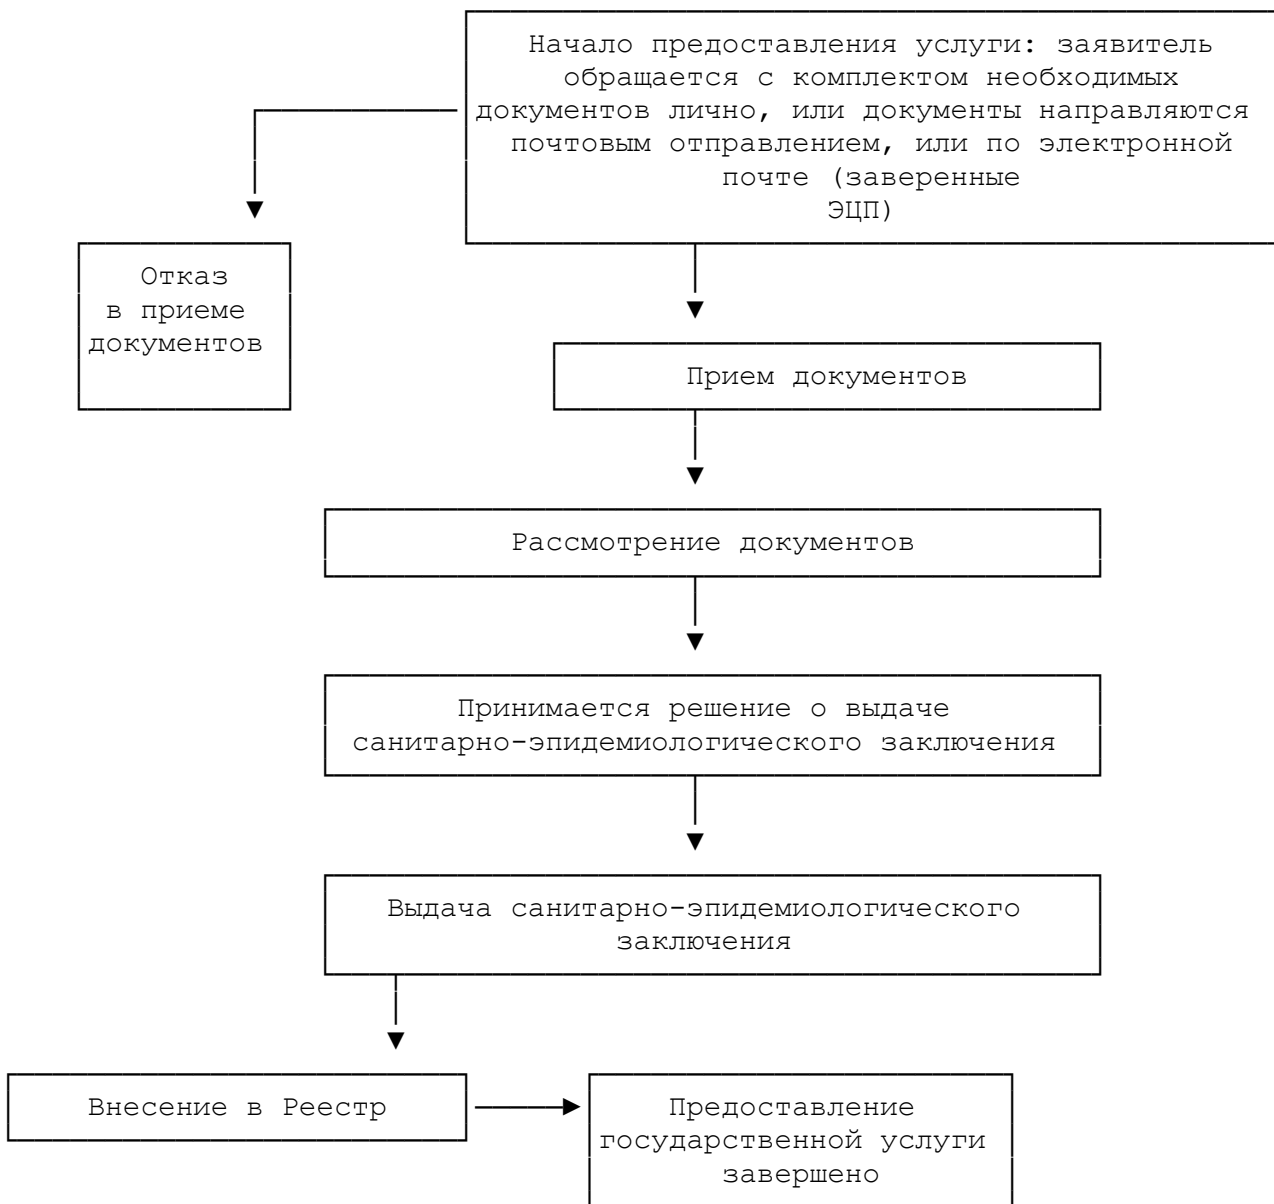 Начало предоставления услуги: заявитель
обращается с комплектом необходимых
документов лично, или документы направляются
почтовым отправлением, или по электронной
почте (заверенные
ЭЦП)
Отказ
в приеме
документов
Прием документов
Рассмотрение документов
Принимается решение о выдаче
санитарно-эпидемиологического заключения
Выдача санитарно-эпидемиологического
заключения
Внесение в Реестр
Предоставление
государственной услуги
завершено